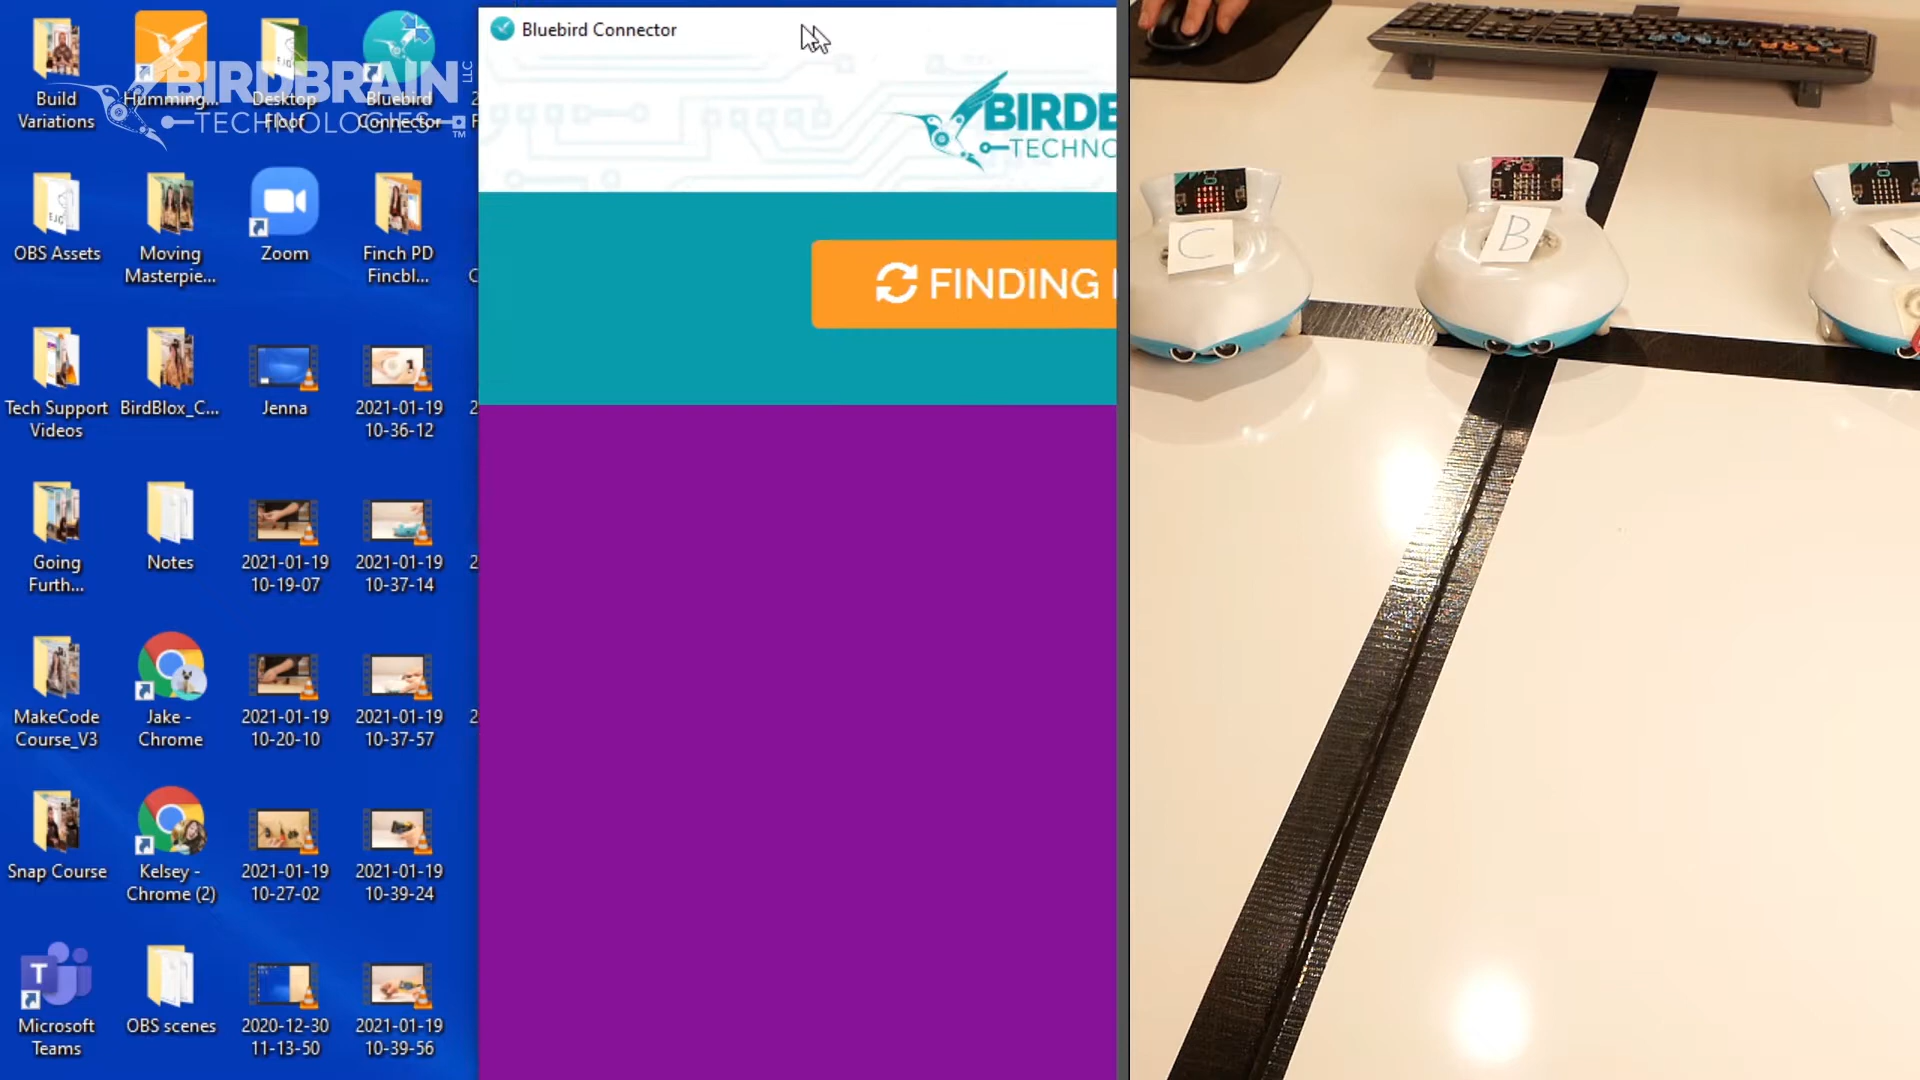 Build
Variations
Humming...
Desktop
Floof
Bluebird
Connector
BIRDBRAIN LLC
TECHNOLOGIES™
OBS Assets
Moving
Masterpie...
Zoom
Finch PD
Fincbl...
Tech Support
Videos
BirdBlox_C...
Jenna
2021-01-19
10-36-12
Going
Furth...
Notes
2021-01-19
10-19-07
2021-01-19
10-37-14
MakeCode
Course_V3
Jake -
Chrome
2021-01-19
10-20-10
2021-01-19
10-37-57
Snap Course
Kelsey -
Chrome (2)
2021-01-19
10-27-02
2021-01-19
10-39-24
Microsoft
Teams
OBS scenes
2020-12-30
11-13-50
2021-01-19
10-39-56
Bluebird Connector
BIRDB
TECHNO
FINDING
C
B